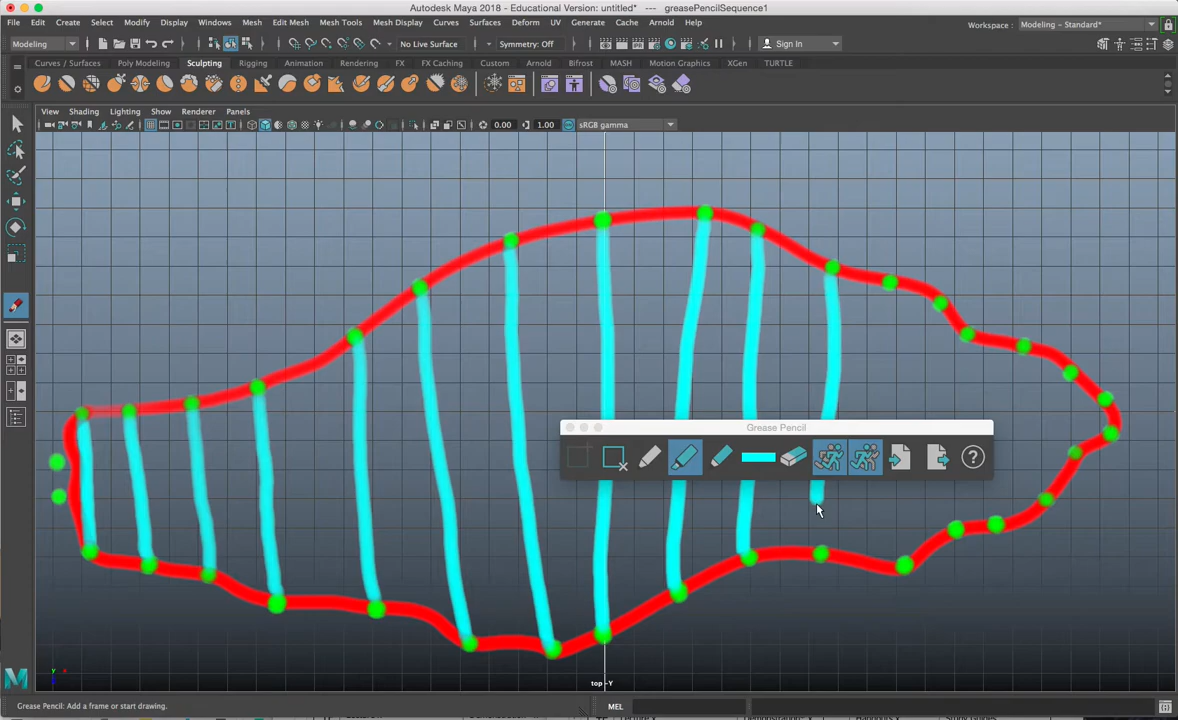 Autodesk Maya 2018 - Educational Version: untitled* --- greasePencilSequence1
File Edit Create Select Modify Display Windows Mesh Edit Mesh Mesh Tools Mesh Display Curves Surfaces Deform UV Generate Cache Arnold Help
Workspace : Modeling - Standard*
Modeling No Live Surface Symmetry: Off Sign In
Curves / Surfaces Poly Modeling Sculpting Rigging Animation Rendering FX FX Caching Custom Arnold Bifrost MASH Motion Graphics XGen TURTLE
View Shading Lighting Show Renderer Panels
0.00 1.00 sRGB gamma
Grease Pencil
top -Y
y x
z
Grease Pencil: Add a frame or start drawing.
MEL